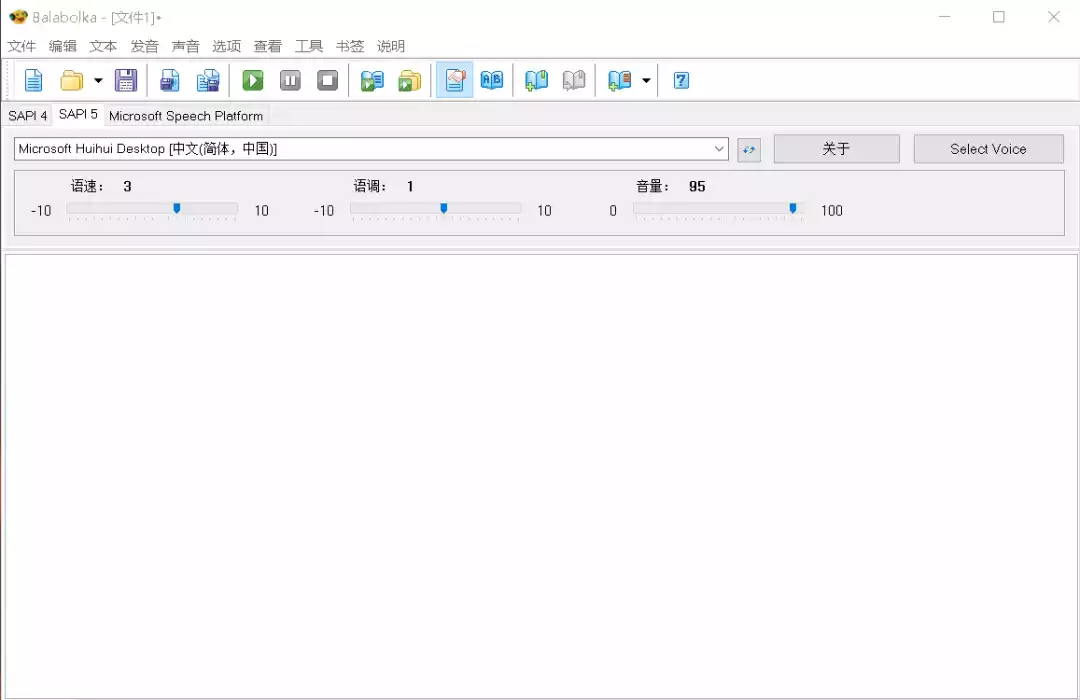 Balabolka - [文件1]•
文件 编辑 文本 发音 声音 选项 查看 工具 书签 说明
SAPI 4 SAPI 5 Microsoft Speech Platform
Microsoft Huihui Desktop [中文(简体，中国)] 关于 Select Voice
语速： 3 语调： 1 音量： 95
-10 10 -10 10 0 100